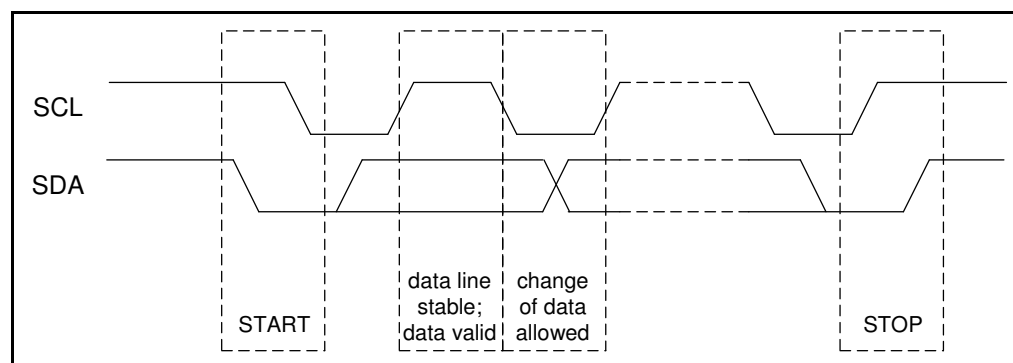 SCL
SDA
START
data line
stable;
data valid
change
of data
allowed
STOP